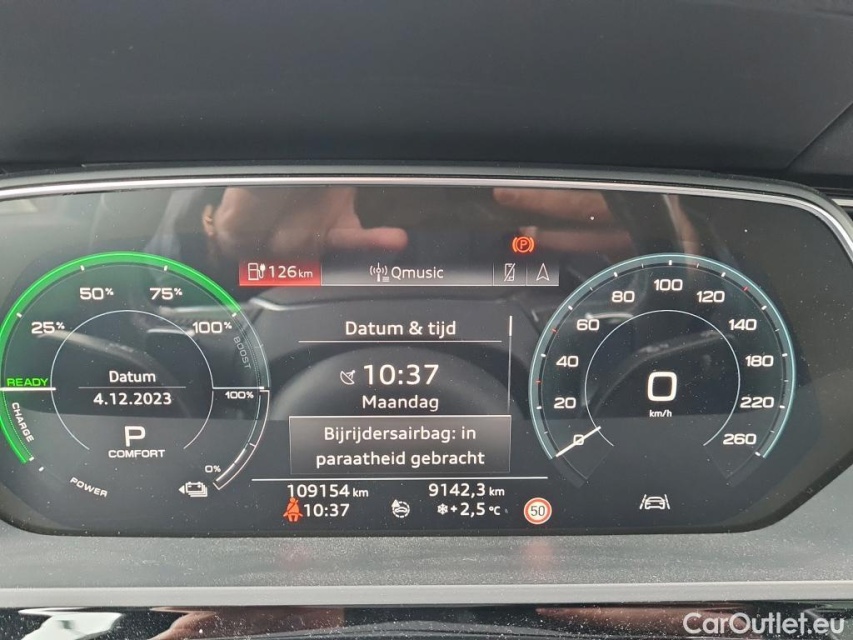 126 km
Qmusic
50% 75%
25% 100%
BOOST
READY
CHARGE
Datum
4.12.2023
100%
P
COMFORT
0%
POWER
Datum & tijd
10:37
Maandag
Bijrijdersairbag: in
paraatheid gebracht
109154 km 9142,3 km
10:37 +2,5 °C
50
(P)
0 20 40 60 80 100 120 140 180 220 260
0
km/h
CarOutlet.eu